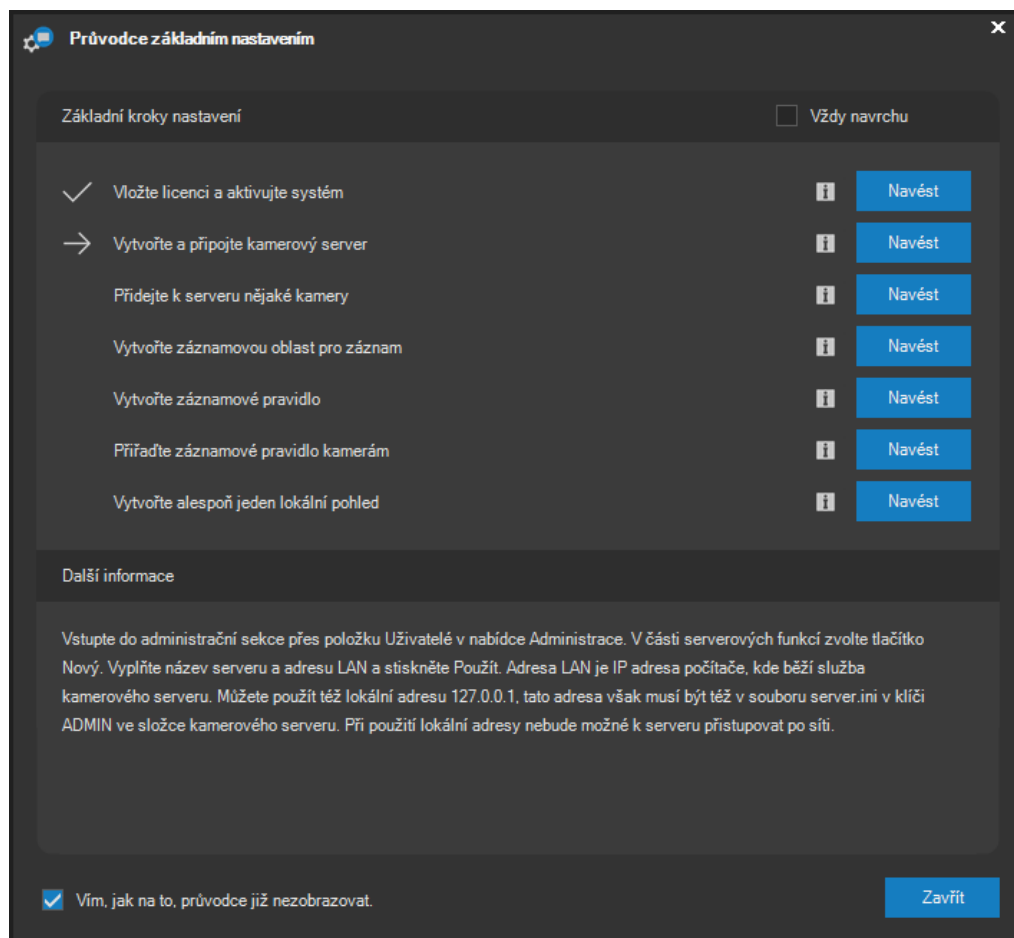 Průvodce základním nastavením
Základní kroky nastavení
Vždy navrchu
Vložte licenci a aktivujte systém
Navést
Vytvořte a připojte kamerový server
Navést
Přidejte k serveru nějaké kamery
Navést
Vytvořte záznamovou oblast pro záznam
Navést
Vytvořte záznamové pravidlo
Navést
Přiřaďte záznamové pravidlo kamerám
Navést
Vytvořte alespoň jeden lokální pohled
Navést
Další informace
Vstupte do administrační sekce přes položku Uživatelé v nabídce Administrace. V části serverových funkcí zvolte tlačítko
Nový. Vyplňte název serveru a adresu LAN a stiskněte Použít. Adresa LAN je IP adresa počítače, kde běží služba
kamerového serveru. Můžete použít též lokální adresu 127.0.0.1, tato adresa však musí být též v souboru server.ini v klíči
ADMIN ve složce kamerového serveru. Při použití lokální adresy nebude možné k serveru přistupovat po síti.
Vím, jak na to, průvodce již nezobrazovat.
Zavřít